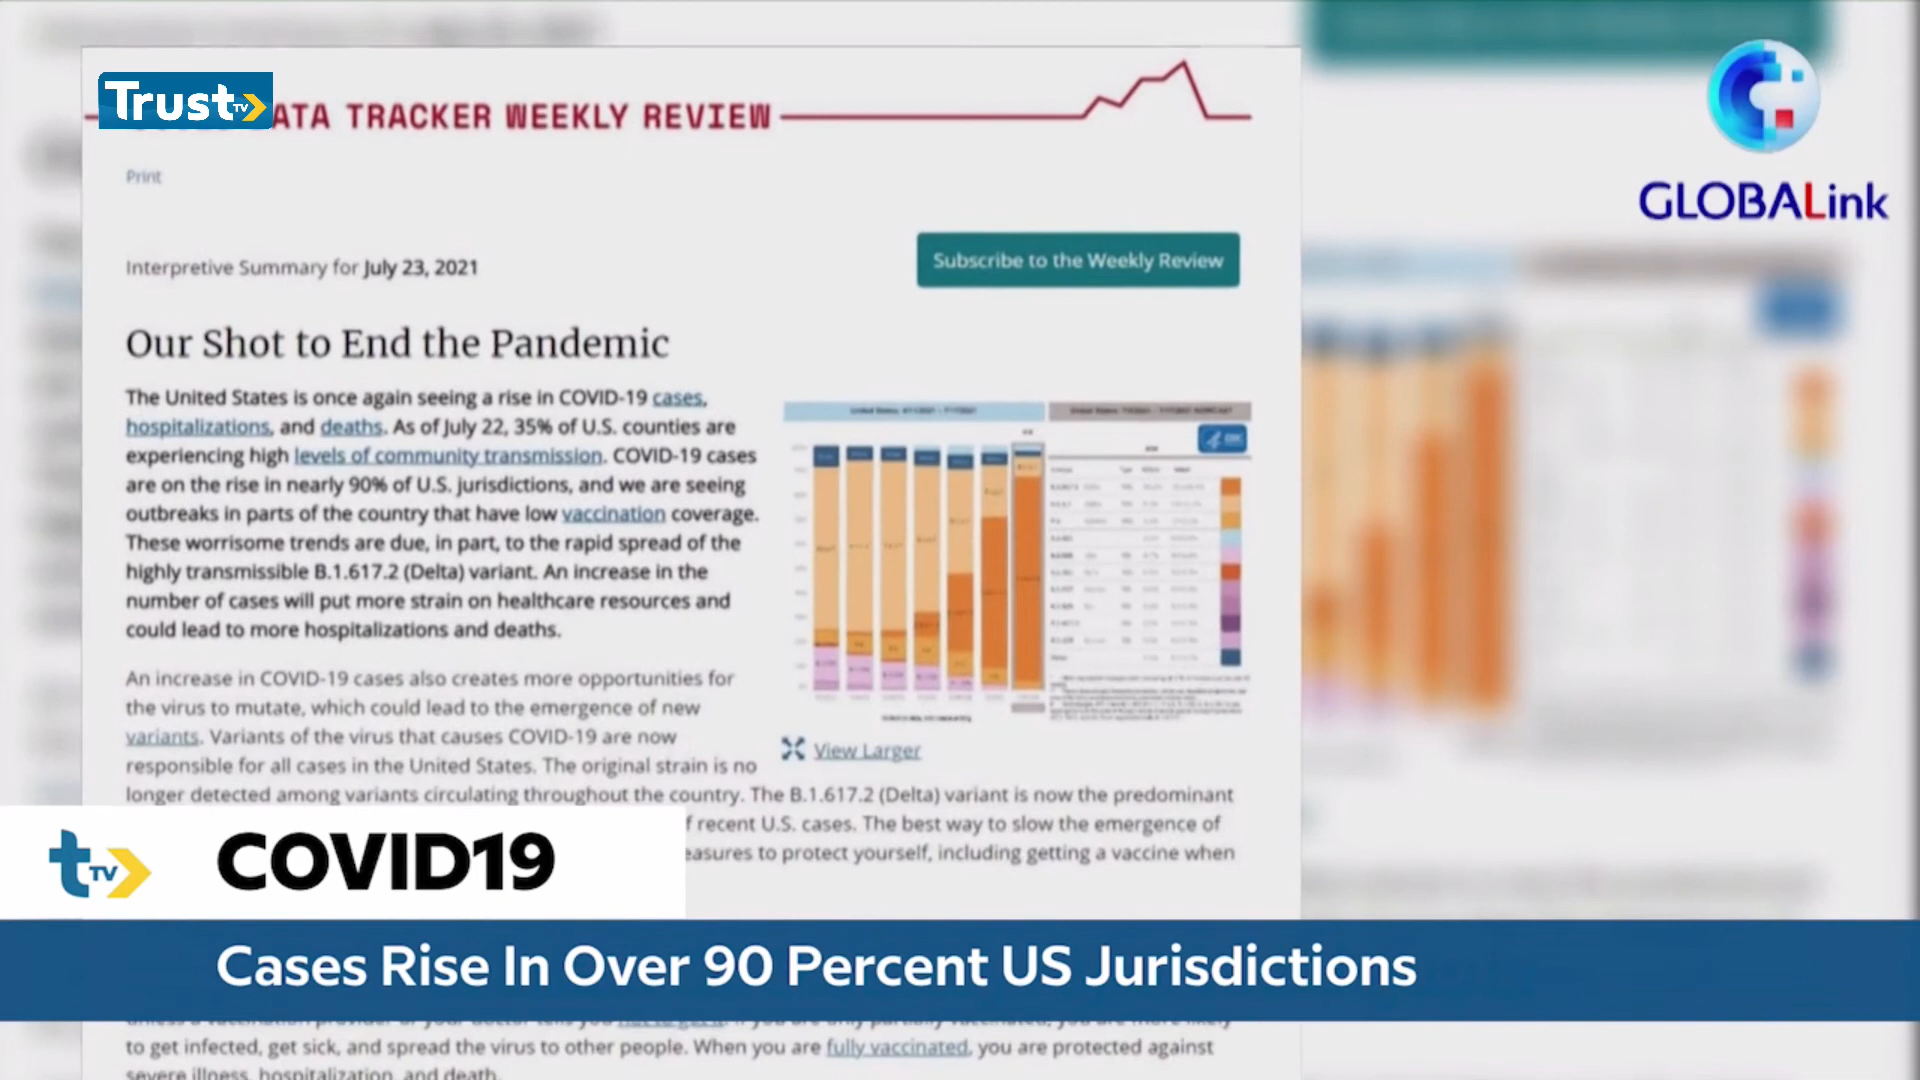 Trust TV
ATA TRACKER WEEKLY REVIEW
GLOBALink
Print
Interpretive Summary for July 23, 2021
Subscribe to the Weekly Review
Our Shot to End the Pandemic
The United States is once again seeing a rise in COVID-19 cases,
hospitalizations, and deaths. As of July 22, 35% of U.S. counties are
experiencing high levels of community transmission. COVID-19 cases
are on the rise in nearly 90% of U.S. jurisdictions, and we are seeing
outbreaks in parts of the country that have low vaccination coverage.
These worrisome trends are due, in part, to the rapid spread of the
highly transmissible B.1.617.2 (Delta) variant. An increase in the
number of cases will put more strain on healthcare resources and
could lead to more hospitalizations and deaths.
An increase in COVID-19 cases also creates more opportunities for
the virus to mutate, which could lead to the emergence of new
variants. Variants of the virus that causes COVID-19 are now
responsible for all cases in the United States. The original strain is no
View Larger
longer detected among variants circulating throughout the country. The B.1.617.2 (Delta) variant is now the predominant
f recent U.S. cases. The best way to slow the emergence of
easures to protect yourself, including getting a vaccine when
tTV
COVID19
Cases Rise In Over 90 Percent US Jurisdictions
to get infected, get sick, and spread the virus to other people. When you are fully vaccinated, you are protected against
severe illness, hospitalization, and death.